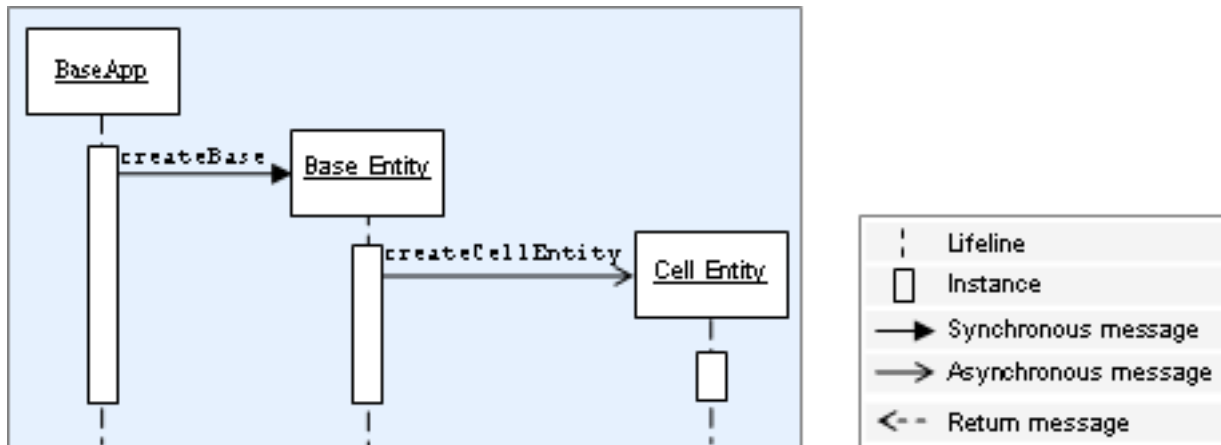 BaseApp
createBase
Base Entity
createCellEntity
Cell Entity
Lifeline
Instance
Synchronous message
Asynchronous message
Return message